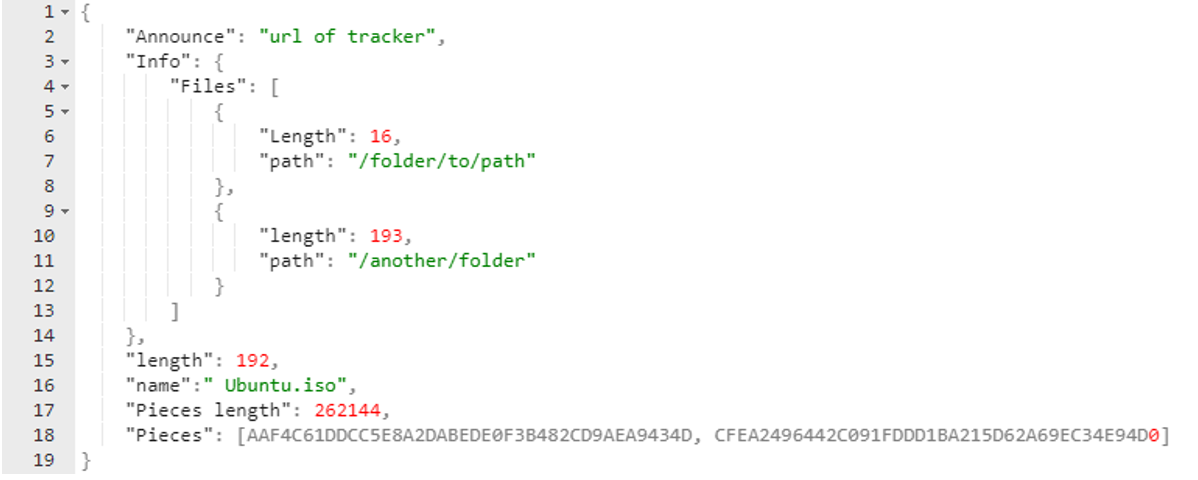 1 {
2 "Announce": "url of tracker",
3 "Info": {
4 "Files": [
5 {
6 "Length": 16,
7 "path": "/folder/to/path"
8 },
9 {
10 "length": 193,
11 "path": "/another/folder"
12 }
13 ]
14 },
15 "length": 192,
16 "name":" Ubuntu.iso",
17 "Pieces length": 262144,
18 "Pieces": [AAF4C61DDCC5E8A2DABEDE0F3B482CD9AEA9434D, CFEA2496442C091FDDD1BA215D62A69EC34E94D0]
19 }